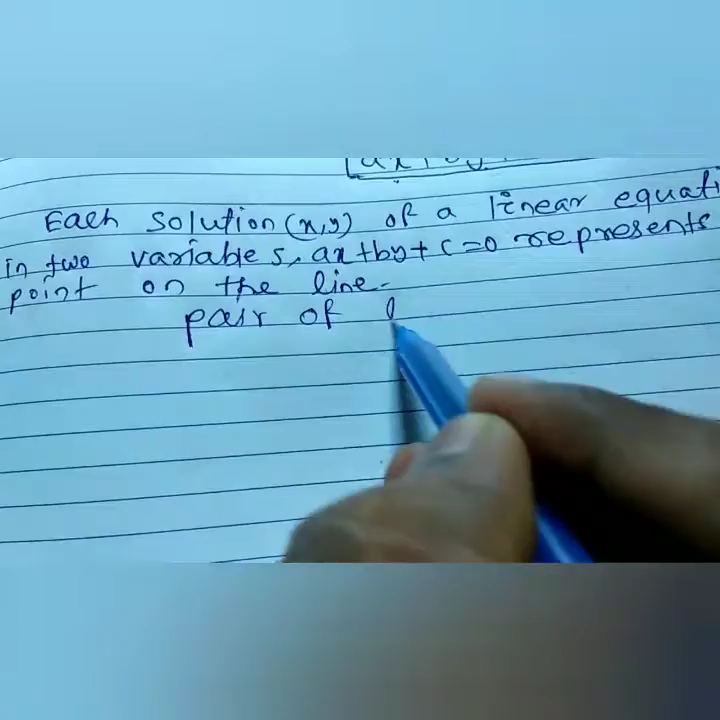 Each solution (x,y) of a linear equati
in two variables, ax+by+c=0 represents
point on the line.
pair of l